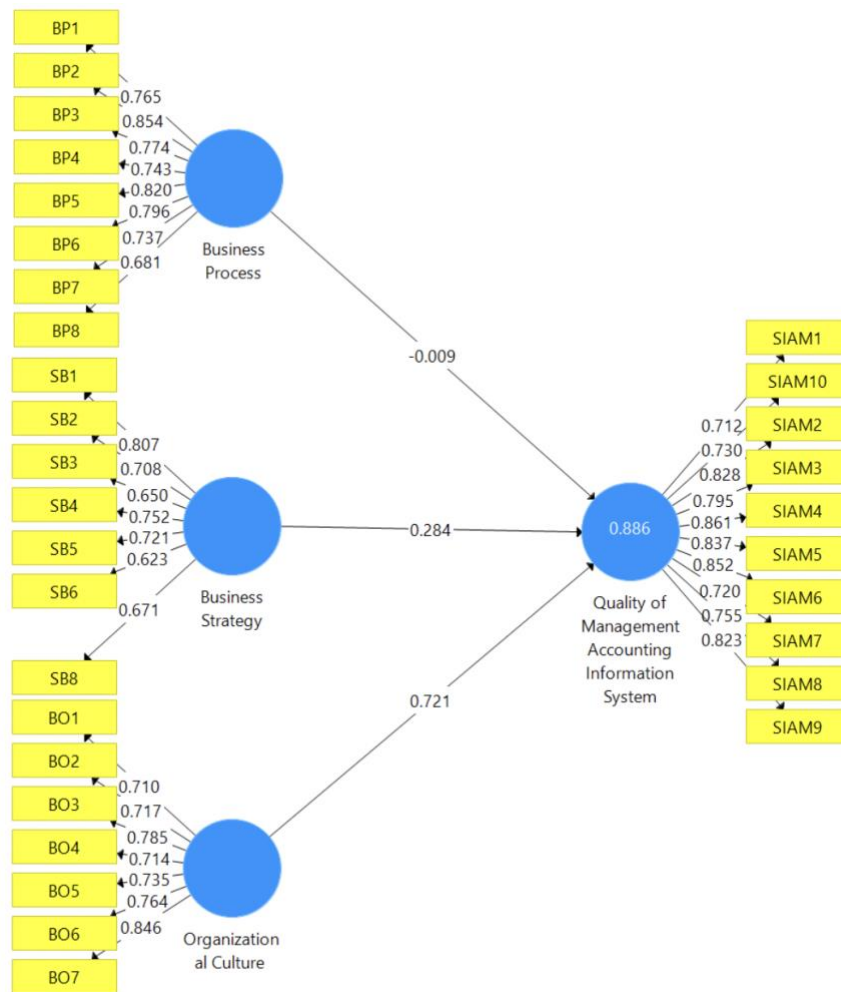 BP1
BP2
BP3
BP4
BP5
BP6
BP7
BP8
0.765
0.854
0.774
0.743
0.820
0.796
0.737
0.681
Business
Process
-0.009
SB1
SB2
SB3
SB4
SB5
SB6
SB8
0.807
0.708
0.650
0.752
0.721
0.623
0.671
Business
Strategy
0.284
BO1
BO2
BO3
BO4
BO5
BO6
BO7
0.710
0.717
0.785
0.714
0.735
0.764
0.846
Organization
al Culture
0.721
0.886
Quality of
Management
Accounting
Information
System
0.712
0.730
0.828
0.795
0.861
0.837
0.852
0.720
0.755
0.823
SIAM1
SIAM10
SIAM2
SIAM3
SIAM4
SIAM5
SIAM6
SIAM7
SIAM8
SIAM9